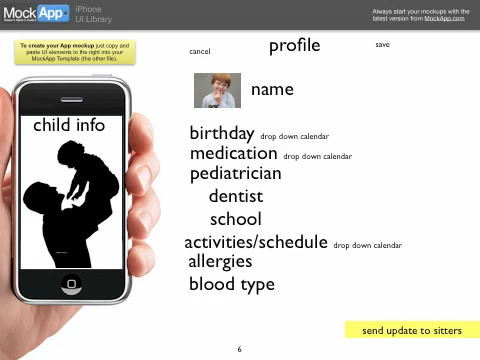 MockApp
iPhone
UI Library
Always start your mockups with the
latest version from MockApp.com
To create your App mockup just copy and
paste UI elements to the right into your
MockApp Template (the other file).
cancel
profile
save
name
child info
birthday drop down calendar
medication drop down calendar
pediatrician
dentist
school
activities/schedule drop down calendar
allergies
blood type
send update to sitters
6